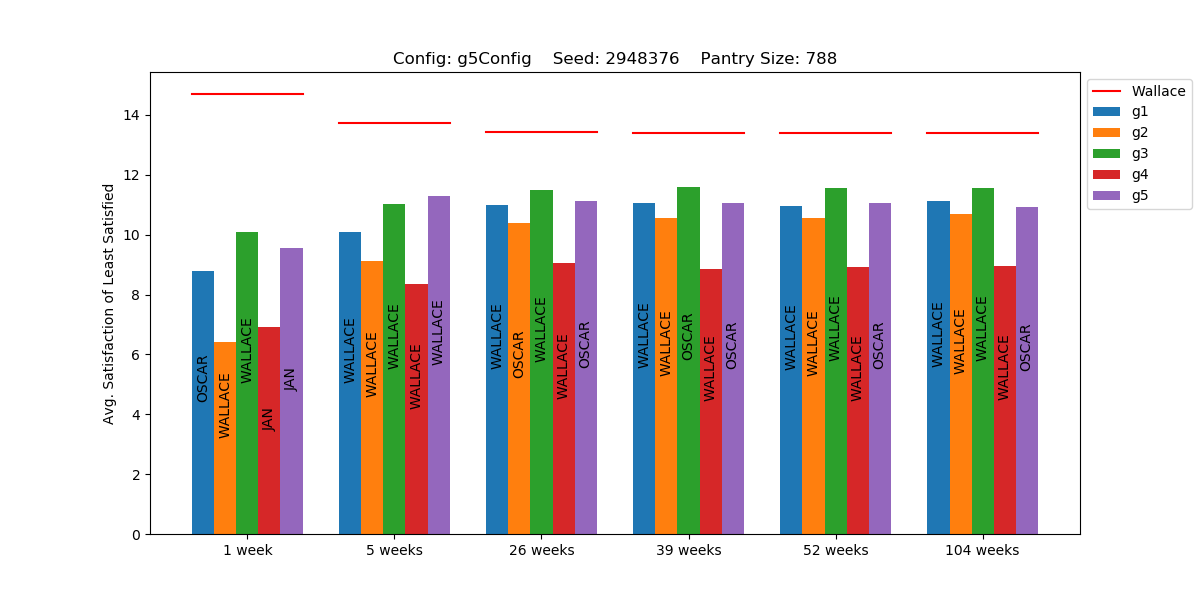 Config: g5Config    Seed: 2948376    Pantry Size: 788
Avg. Satisfaction of Least Satisfied
14
12
10
8
6
4
2
0
OSCAR
WALLACE
WALLACE
JAN
JAN
WALLACE
WALLACE
WALLACE
WALLACE
WALLACE
WALLACE
OSCAR
WALLACE
WALLACE
OSCAR
WALLACE
WALLACE
OSCAR
WALLACE
OSCAR
WALLACE
WALLACE
WALLACE
WALLACE
OSCAR
WALLACE
WALLACE
WALLACE
WALLACE
OSCAR
1 week
5 weeks
26 weeks
39 weeks
52 weeks
104 weeks
Wallace
g1
g2
g3
g4
g5